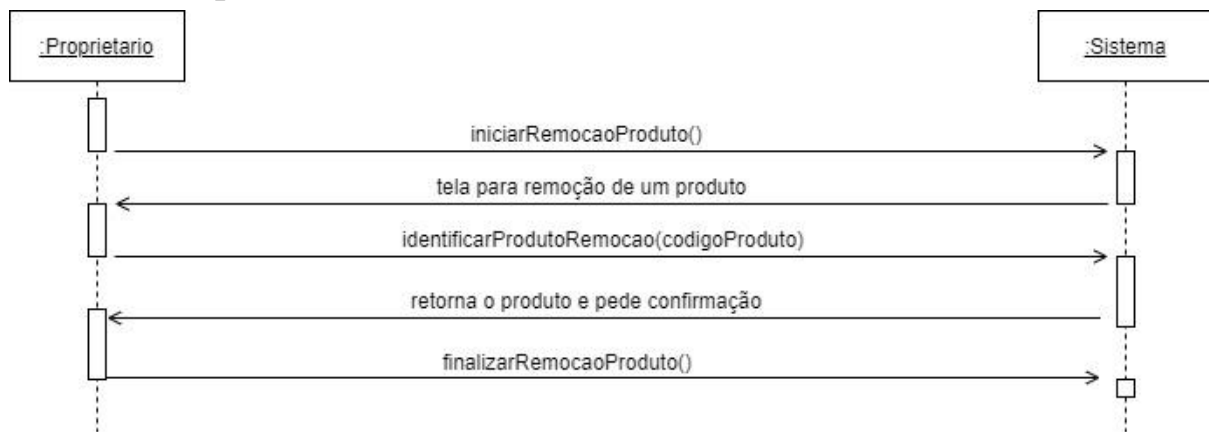 :Proprietario
:Sistema
iniciarRemocaoProduto()
tela para remoção de um produto
identificarProdutoRemocao(codigoProduto)
retorna o produto e pede confirmação
finalizarRemocaoProduto()